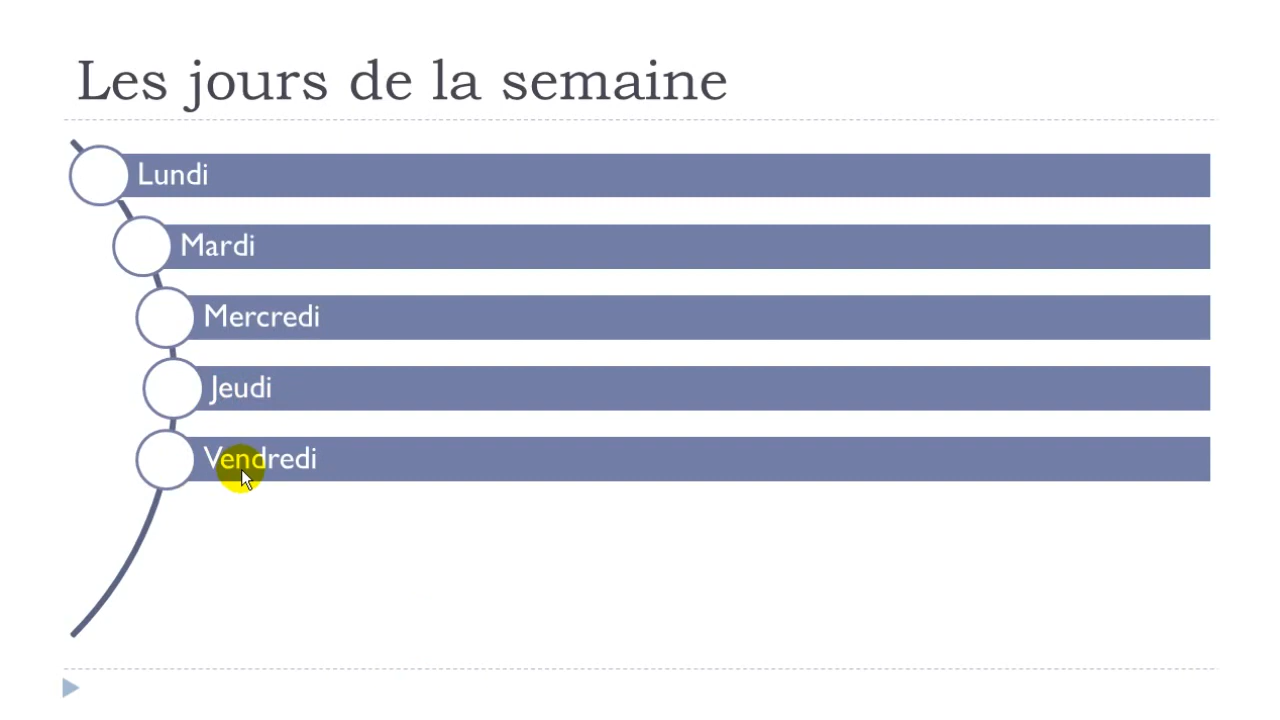 Les jours de la semaine
Lundi
Mardi
Mercredi
Jeudi
Vendredi